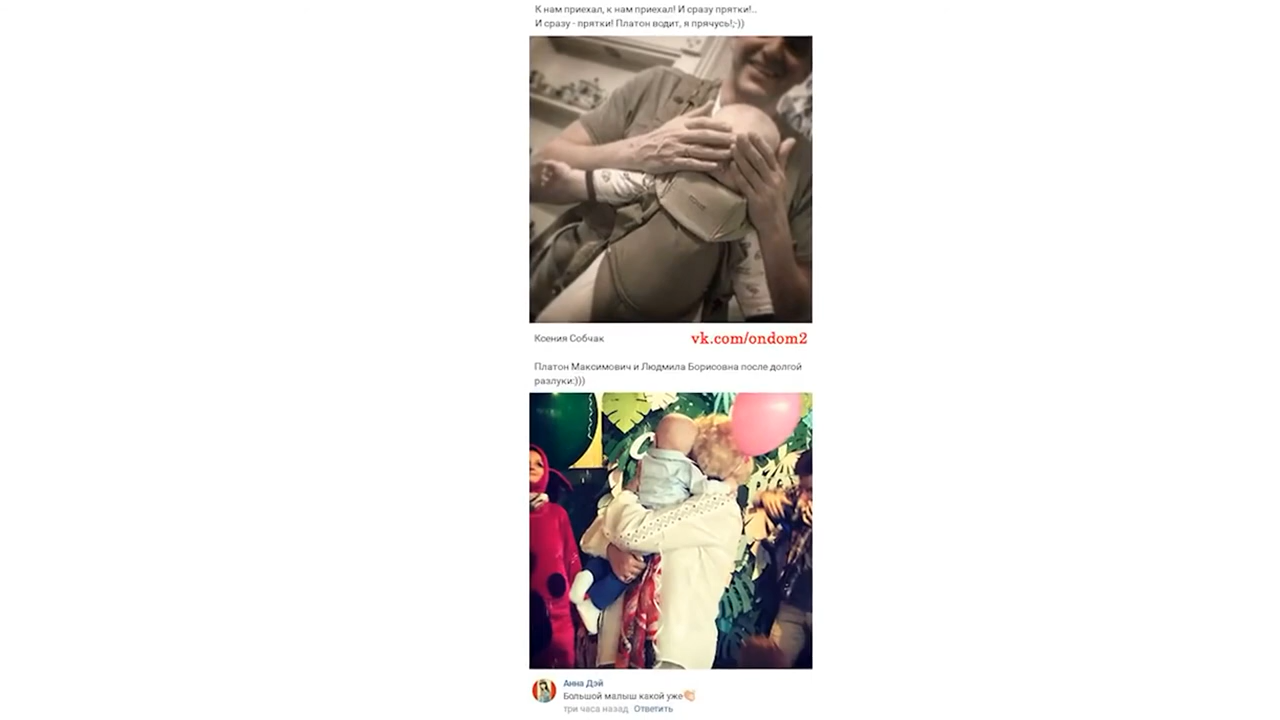 К нам приехал, к нам приехал! И сразу прятки!..
И сразу - прятки! Платон водит, я прячусь!;-))
Ксения Собчак
vk.com/ondom2
Платон Максимович и Людмила Борисовна после долгой
разлуки:)))
Анна Дэй
Большой малыш какой уже👏
три часа назад Ответить